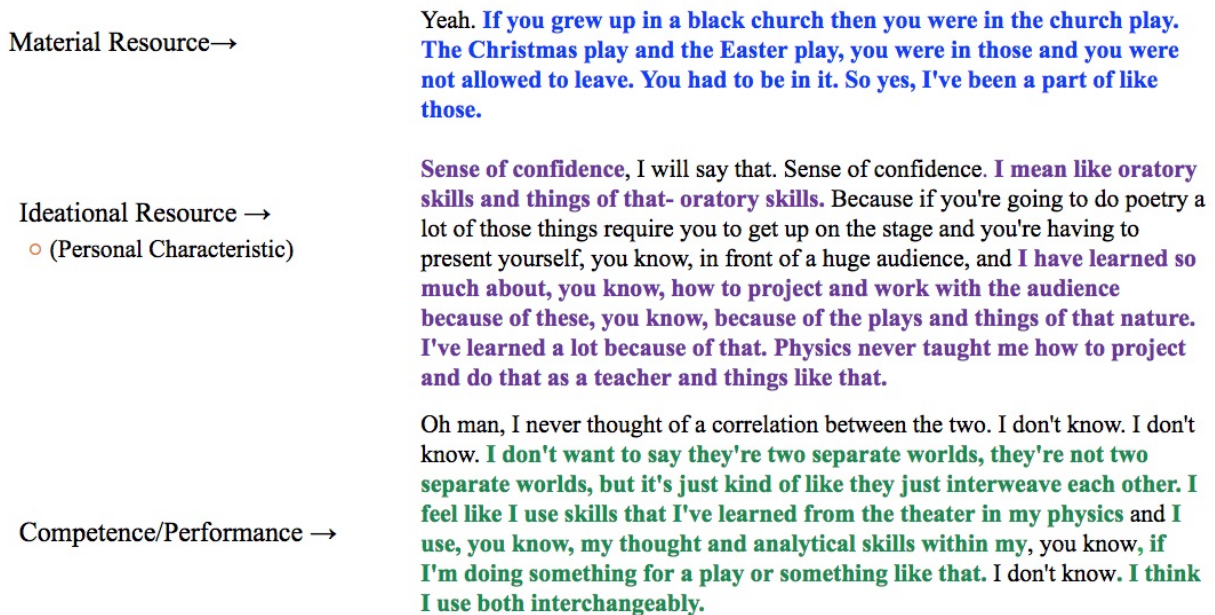 Material Resource→
Yeah. If you grew up in a black church then you were in the church play.
The Christmas play and the Easter play, you were in those and you were
not allowed to leave. You had to be in it. So yes, I've been a part of like
those.
Ideational Resource →
○ (Personal Characteristic)
Sense of confidence, I will say that. Sense of confidence. I mean like oratory
skills and things of that- oratory skills. Because if you're going to do poetry a
lot of those things require you to get up on the stage and you're having to
present yourself, you know, in front of a huge audience, and I have learned so
much about, you know, how to project and work with the audience
because of these, you know, because of the plays and things of that nature.
I've learned a lot because of that. Physics never taught me how to project
and do that as a teacher and things like that.
Competence/Performance →
Oh man, I never thought of a correlation between the two. I don't know. I don't
know. I don't want to say they're two separate worlds, they're not two
separate worlds, but it's just kind of like they just interweave each other. I
feel like I use skills that I've learned from the theater in my physics and I
use, you know, my thought and analytical skills within my, you know, if
I'm doing something for a play or something like that. I don't know. I think
I use both interchangeably.